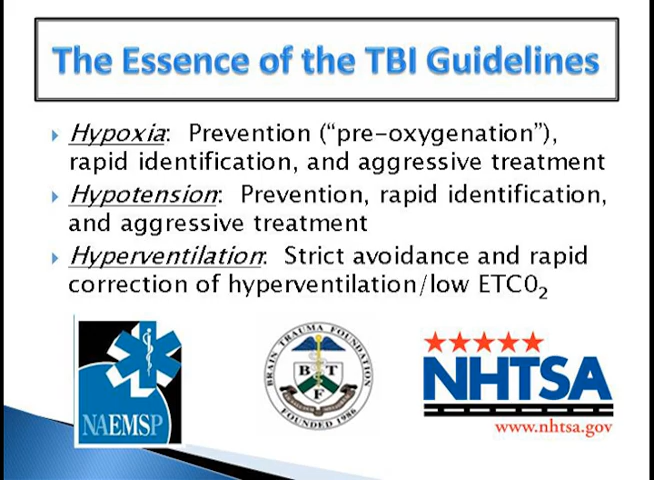 The Essence of the TBI Guidelines
Hypoxia: Prevention (“pre-oxygenation”),
rapid identification, and aggressive treatment
Hypotension: Prevention, rapid identification,
and aggressive treatment
Hyperventilation: Strict avoidance and rapid
correction of hyperventilation/low ETC0₂
NAEMSP
BRAIN TRAUMA FOUNDATION
B T
F
FOUNDED 1986
NHTSA
www.nhtsa.gov